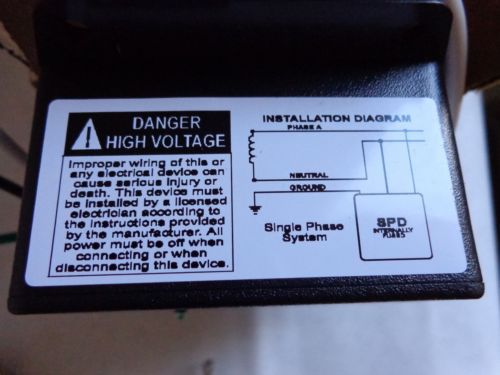 DANGER
HIGH VOLTAGE
Improper wiring of this or
any electrical device can
cause serious injury or
death. This device must
be installed by a licensed
electrician according to
the instructions provided
by the manufacturer. All
power must be off when
connecting or when
disconnecting this device.
INSTALLATION DIAGRAM
PHASE A
NEUTRAL
GROUND
Single Phase
System
SPD
INTERNALLY
FUSED